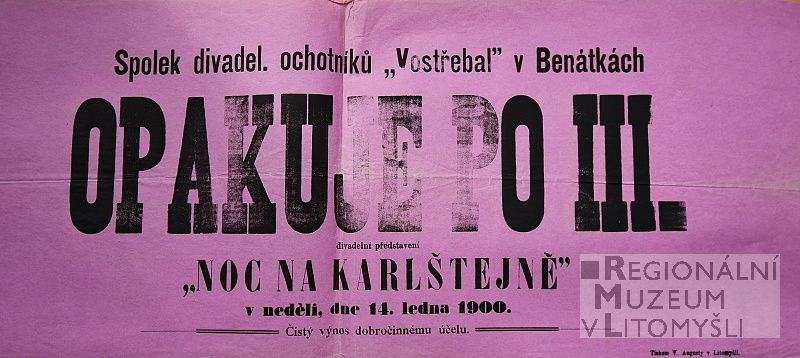 Spolek divadel. ochotníků „Vostřebal" v Benátkách
OPAKUJE PO III.
divadelní představení
„NOC NA KARLŠTEJNĚ"
v neděli, dne 14. ledna 1900.
Čistý výnos dobročinnému účelu.
Tiskem V. Augusty v Litomyšli.
REGIONÁLNÍ
MUZEUM
V LITOMYŠLI